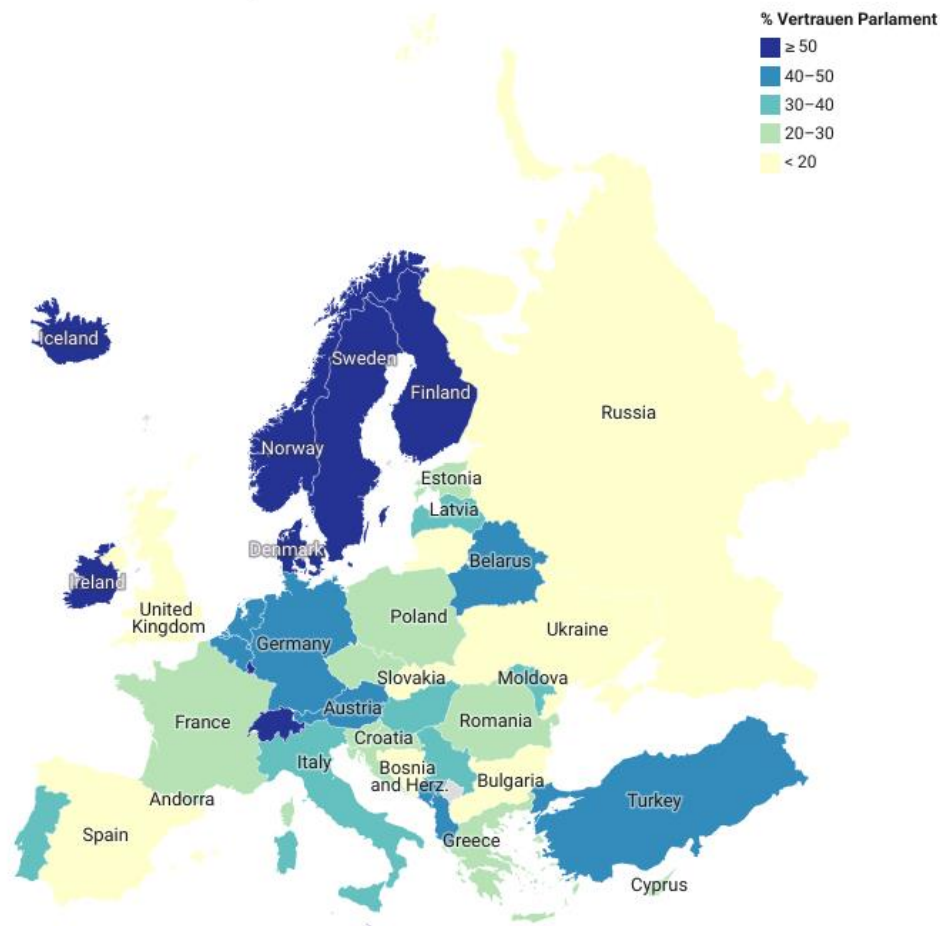 % Vertrauen Parlament
≥ 50
40–50
30–40
20–30
< 20
Iceland
Sweden
Finland
Russia
Norway
Estonia
Latvia
Denmark
Belarus
Ireland
United
Kingdom
Poland
Ukraine
Germany
Slovakia
Moldova
Austria
France
Romania
Croatia
Italy
Bosnia
and Herz.
Bulgaria
Andorra
Turkey
Spain
Greece
Cyprus